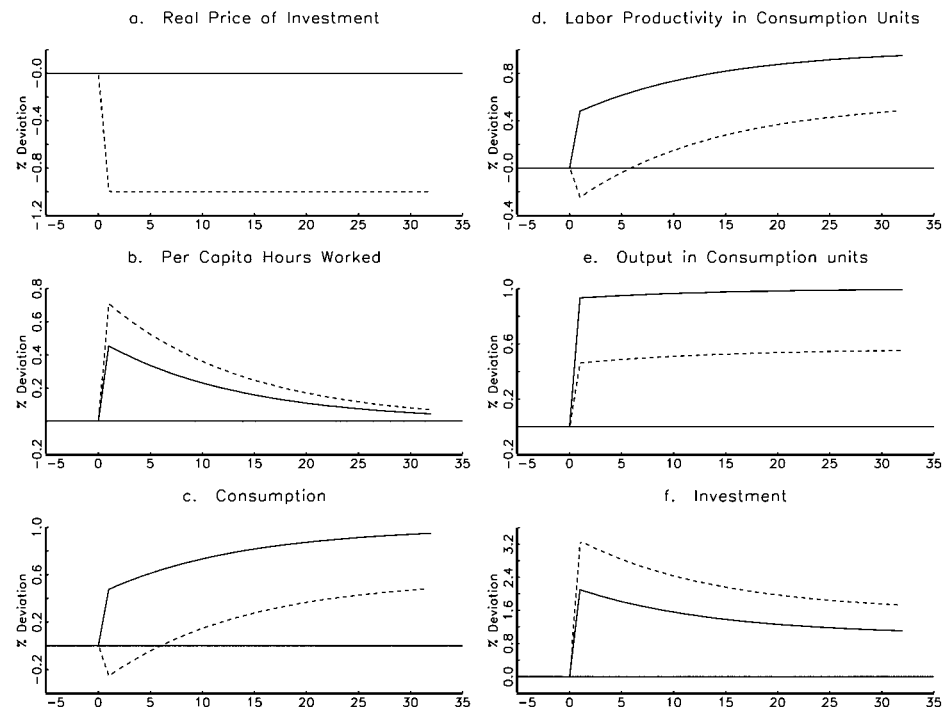 a. Real Price of Investment
% Deviation
-0.0
-0.4
-0.8
-1.2
-5 0 5 10 15 20 25 30 35
b. Per Capita Hours Worked
% Deviation
0.8
0.6
0.4
0.2
-0.2
-5 0 5 10 15 20 25 30 35
c. Consumption
% Deviation
1.0
0.6
0.2
-0.2
-5 0 5 10 15 20 25 30 35
d. Labor Productivity in Consumption Units
% Deviation
0.8
0.4
-0.0
-0.4
-5 0 5 10 15 20 25 30 35
e. Output in Consumption units
% Deviation
1.0
0.6
0.2
-0.2
-5 0 5 10 15 20 25 30 35
f. Investment
% Deviation
3.2
2.4
1.6
0.8
0.0
-5 0 5 10 15 20 25 30 35